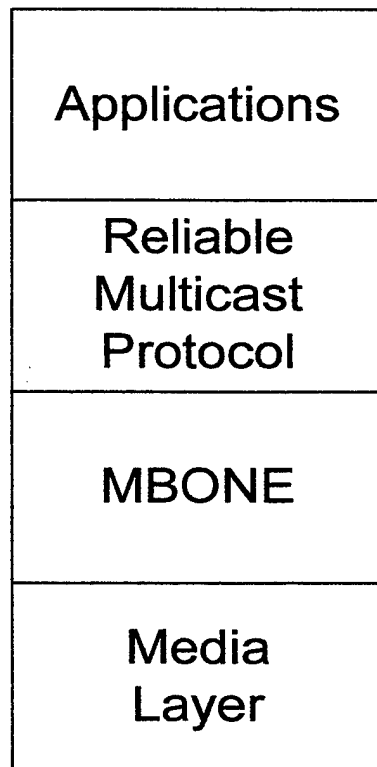 Applications
Reliable
Multicast
Protocol
MBONE
Media
Layer